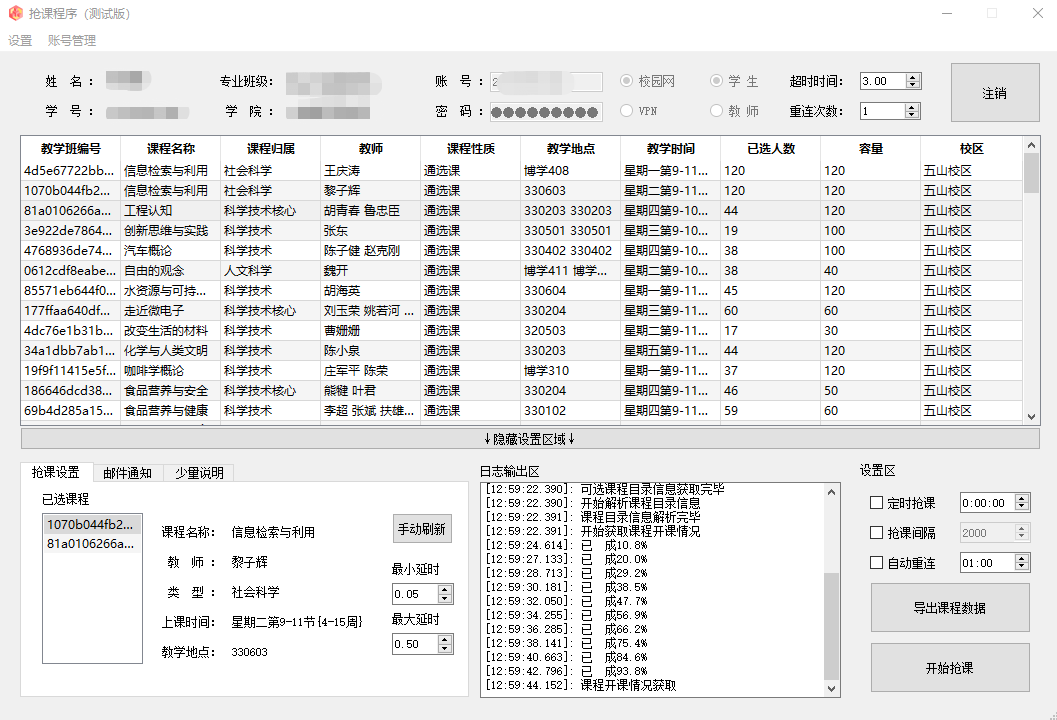 抢课程序（测试版）
设置 账号管理
姓 名： 专业班级： 账 号：2 校园网 学 生 超时时间： 3.00 注销
学 号： 学 院： 密 码：●●●●●●●●● VPN 教 师 重连次数： 1
教学班编号 课程名称 课程归属 教师 课程性质 教学地点 教学时间 已选人数 容量 校区
4d5e67722bb... 信息检索与利用 社会科学 王庆涛 通选课 博学408 星期一第9-11... 120 120 五山校区
1070b044fb2... 信息检索与利用 社会科学 黎子辉 通选课 330603 星期二第9-11... 120 120 五山校区
81a0106266a... 工程认知 科学技术核心 胡青春 鲁忠臣 通选课 330203 330203 星期四第9-10... 44 120 五山校区
3e922de7864... 创新思维与实践 科学技术 张东 通选课 330501 330501 星期三第9-10... 19 100 五山校区
4768936de74... 汽车概论 科学技术 陈子健 赵克刚 通选课 330402 330402 星期四第9-10... 38 100 五山校区
0612cdf8eabe... 自由的观念 人文科学 魏开 通选课 博学411 博学... 星期二第9-10... 38 40 五山校区
85571eb644f0... 水资源与可持... 科学技术 胡海英 通选课 330604 星期一第9-11... 45 120 五山校区
177ffaa640df... 走近微电子 科学技术核心 刘玉荣 姚若河 ... 通选课 330204 星期三第9-11... 60 60 五山校区
4dc76e1b31b... 改变生活的材料 科学技术 曹姗姗 通选课 320503 星期二第9-11... 17 30 五山校区
34a1dbb7ab1... 化学与人类文明 科学技术 陈小泉 通选课 330203 星期五第9-11... 44 120 五山校区
19f9f11415e5f... 咖啡学概论 科学技术 庄军平 陈荣 通选课 博学310 星期一第9-11... 37 120 五山校区
186646dcd38... 食品营养与安全 科学技术核心 熊犍 叶君 通选课 330204 星期四第9-11... 46 50 五山校区
69b4d285a15... 食品营养与健康 科学技术 李超 张斌 扶雄... 通选课 330102 星期四第9-11... 59 60 五山校区
↓隐藏设置区域↓
抢课设置 邮件通知 少量说明
已选课程
1070b044fb2...
81a0106266a...
课程名称： 信息检索与利用
教 师： 黎子辉
类 型： 社会科学
上课时间： 星期二第9-11节{4-15周}
教学地点： 330603
手动刷新
最小延时
0.05
最大延时
0.50
日志输出区
[12:59:22.390]: 可选课程目录信息获取完毕
[12:59:22.390]: 开始解析课程目录信息
[12:59:22.391]: 课程目录信息解析完毕
[12:59:22.391]: 开始获取课程开课情况
[12:59:24.614]: 已 成10.8%
[12:59:27.133]: 已 成20.0%
[12:59:28.713]: 已 成29.2%
[12:59:30.181]: 已 成38.5%
[12:59:32.050]: 已 成47.7%
[12:59:34.255]: 已 成56.9%
[12:59:36.285]: 已 成66.2%
[12:59:38.141]: 已 成75.4%
[12:59:40.663]: 已 成84.6%
[12:59:42.796]: 已 成93.8%
[12:59:44.152]: 课程开课情况获取
设置区
定时抢课 0:00:00
抢课间隔 2000
自动重连 01:00
导出课程数据
开始抢课